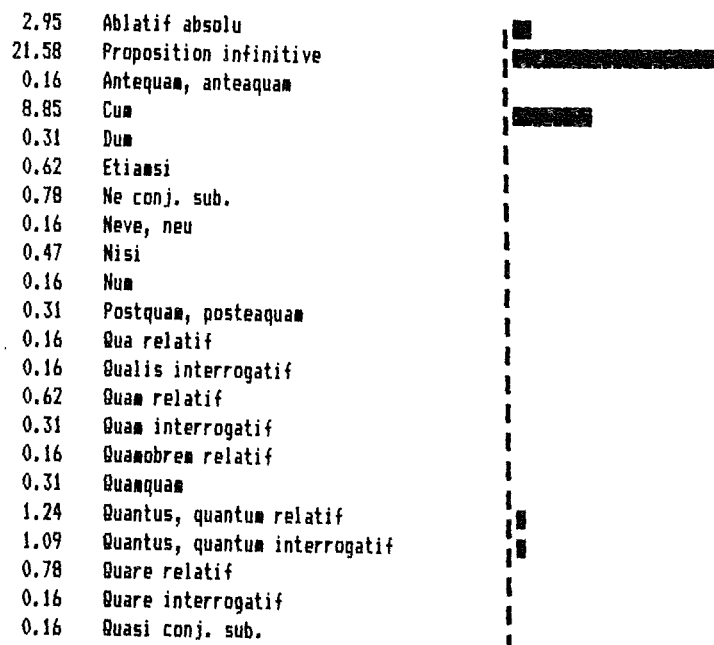 2.95 Ablatif absolu
21.58 Proposition infinitive
0.16 Antequam, anteaquam
8.85 Cum
0.31 Dum
0.62 Etiamsi
0.78 Ne conj. sub.
0.16 Neve, neu
0.47 Nisi
0.16 Num
0.31 Postquam, posteaquam
0.16 Qua relatif
0.16 Qualis interrogatif
0.62 Quam relatif
0.31 Quam interrogatif
0.16 Quamobrem relatif
0.31 Quamquam
1.24 Quantus, quantum relatif
1.09 Quantus, quantum interrogatif
0.78 Quare relatif
0.16 Quare interrogatif
0.16 Quasi conj. sub.